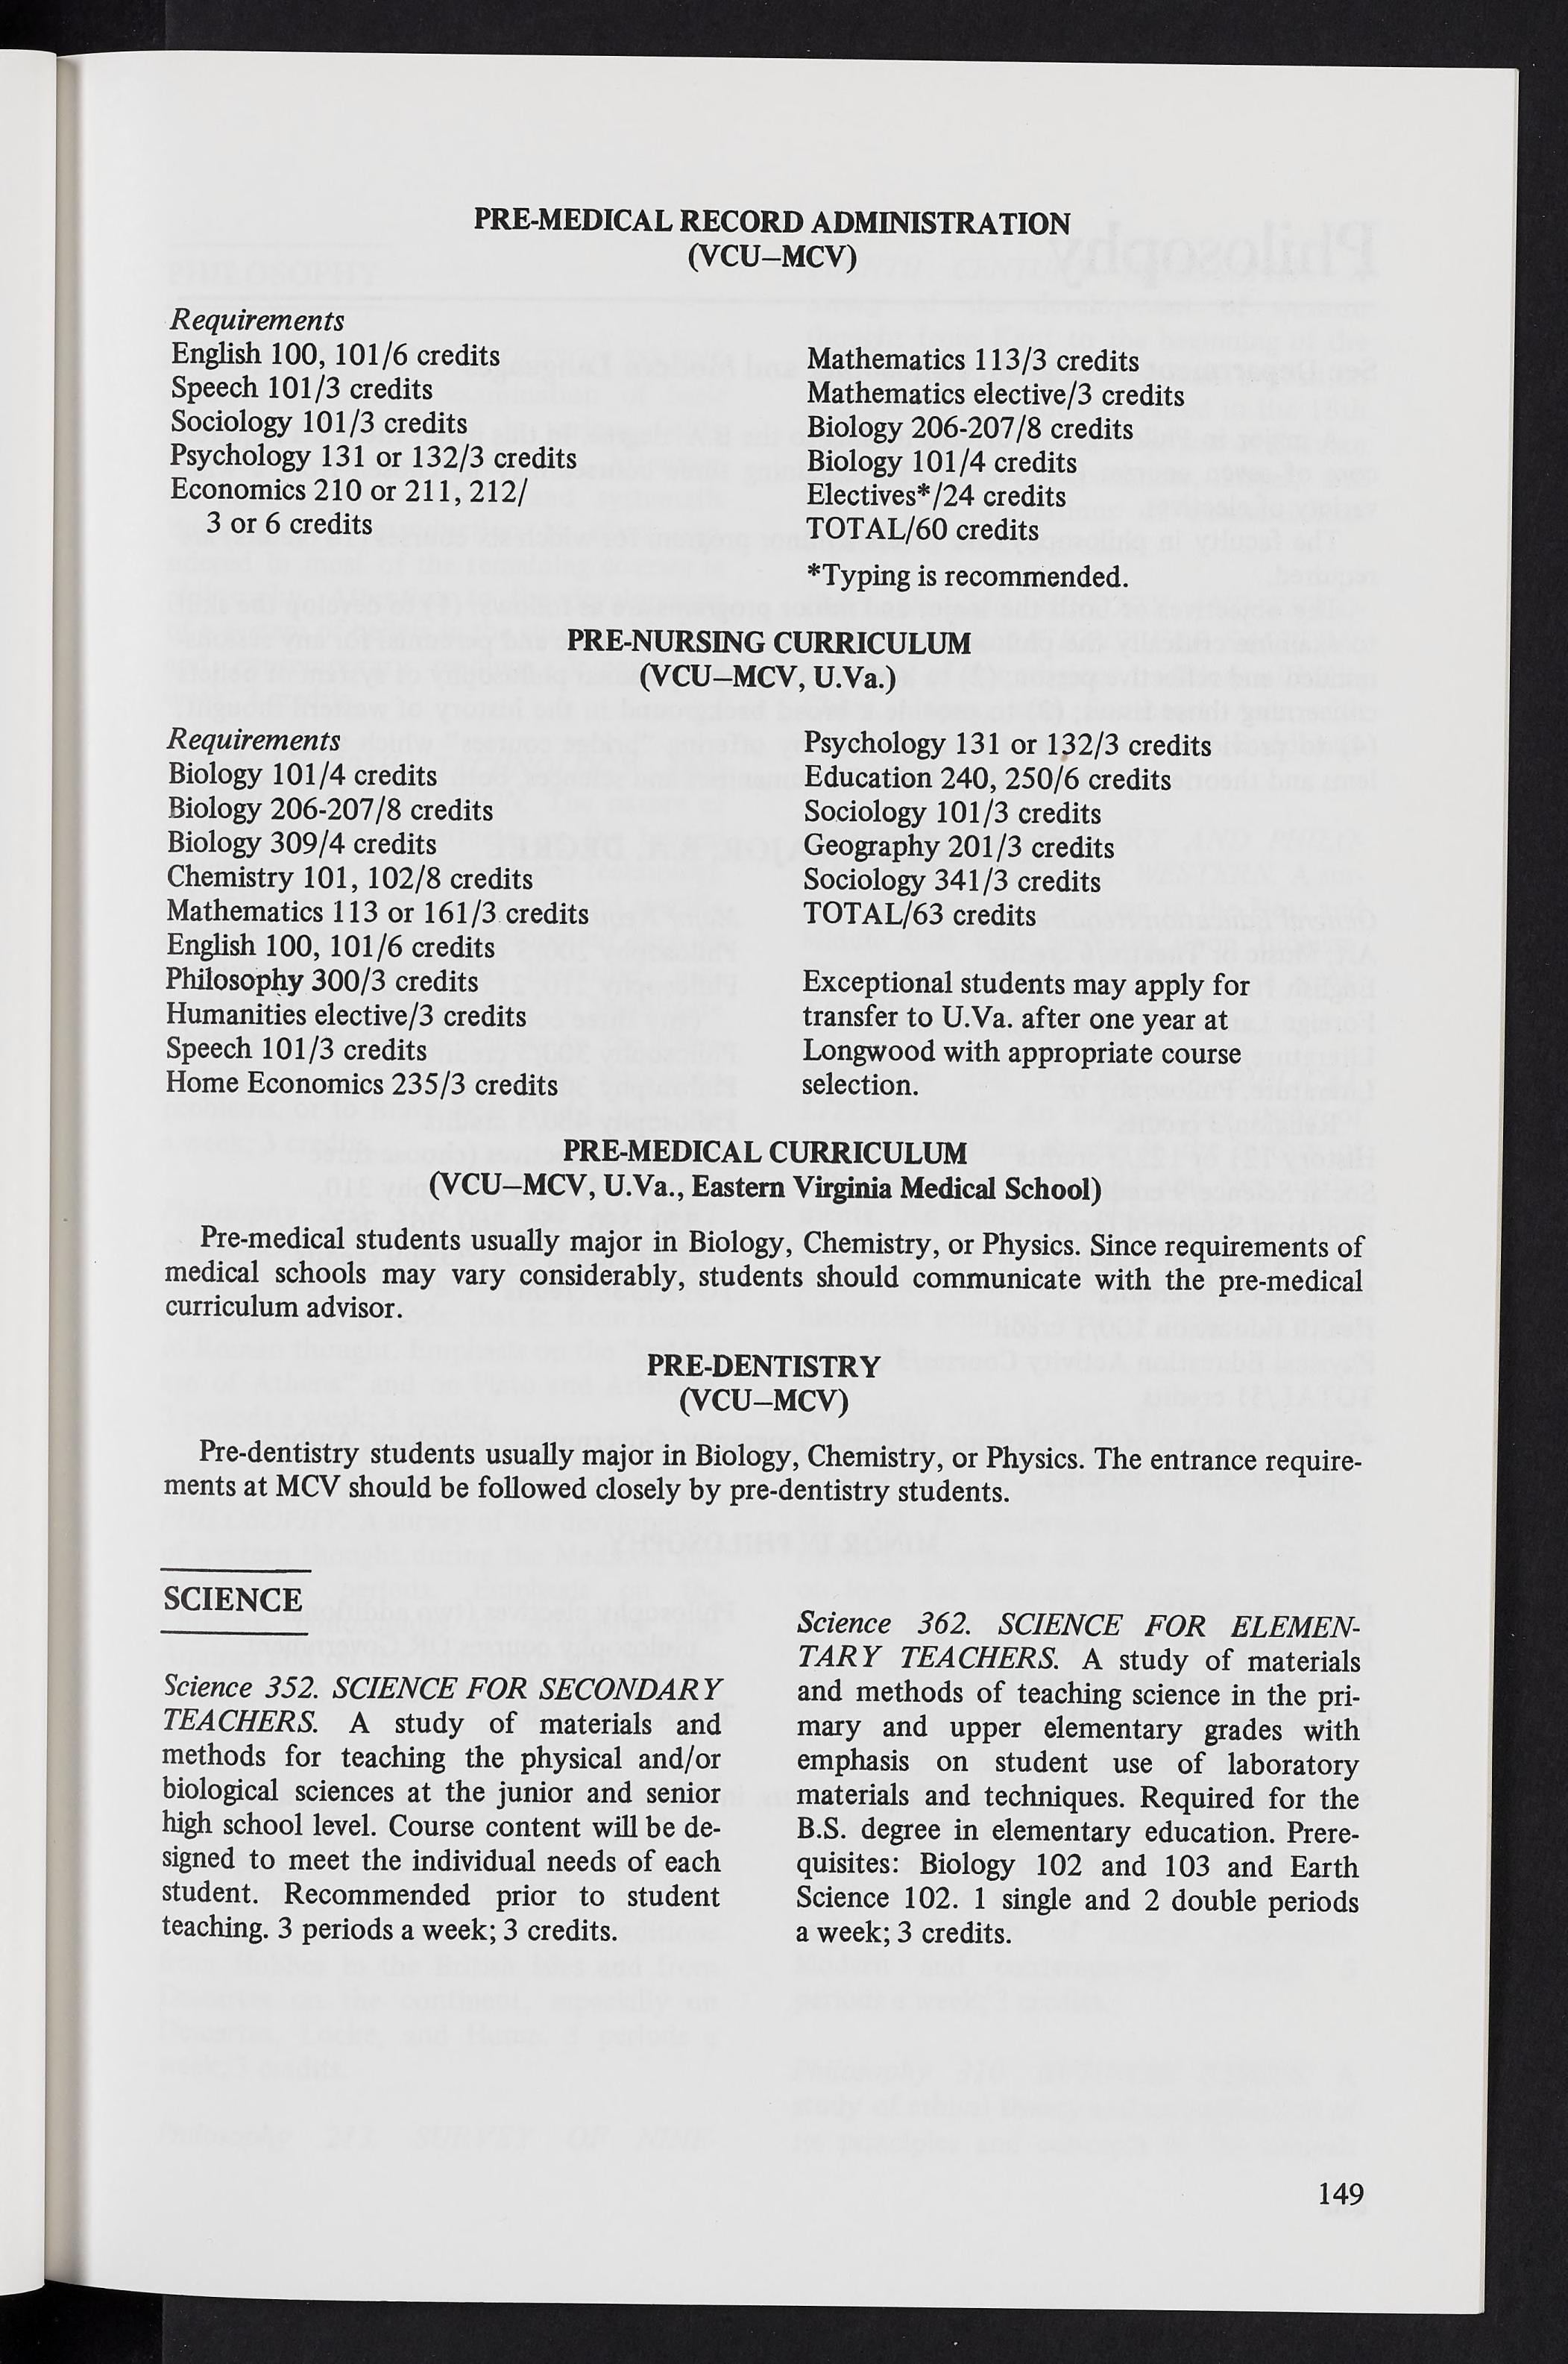 PRE-MEDICAL RECORD ADMINISTRATION
(VCU–MCV)
Requirements
English 100, 101/6 credits
Speech 101/3 credits
Sociology 101/3 credits
Psychology 131 or 132/3 credits
Economics 210 or 211, 212/
3 or 6 credits
Mathematics 113/3 credits
Mathematics elective/3 credits
Biology 206-207/8 credits
Biology 101/4 credits
Electives*/24 credits
TOTAL/60 credits
*Typing is recommended.
PRE-NURSING CURRICULUM
(VCU–MCV, U.Va.)
Requirements
Biology 101/4 credits
Biology 206-207/8 credits
Biology 309/4 credits
Chemistry 101, 102/8 credits
Mathematics 113 or 161/3 credits
English 100, 101/6 credits
Philosophy 300/3 credits
Humanities elective/3 credits
Speech 101/3 credits
Home Economics 235/3 credits
Psychology 131 or 132/3 credits
Education 240, 250/6 credits
Sociology 101/3 credits
Geography 201/3 credits
Sociology 341/3 credits
TOTAL/63 credits
Exceptional students may apply for
transfer to U.Va. after one year at
Longwood with appropriate course
selection.
PRE-MEDICAL CURRICULUM
(VCU–MCV, U.Va., Eastern Virginia Medical School)
Pre-medical students usually major in Biology, Chemistry, or Physics. Since requirements of
medical schools may vary considerably, students should communicate with the pre-medical
curriculum advisor.
PRE-DENTISTRY
(VCU–MCV)
Pre-dentistry students usually major in Biology, Chemistry, or Physics. The entrance require-
ments at MCV should be followed closely by pre-dentistry students.
SCIENCE
Science 352. SCIENCE FOR SECONDARY
TEACHERS. A study of materials and
methods for teaching the physical and/or
biological sciences at the junior and senior
high school level. Course content will be de-
signed to meet the individual needs of each
student. Recommended prior to student
teaching. 3 periods a week; 3 credits.
Science 362. SCIENCE FOR ELEMEN-
TARY TEACHERS. A study of materials
and methods of teaching science in the pri-
mary and upper elementary grades with
emphasis on student use of laboratory
materials and techniques. Required for the
B.S. degree in elementary education. Prere-
quisites: Biology 102 and 103 and Earth
Science 102. 1 single and 2 double periods
a week; 3 credits.
149